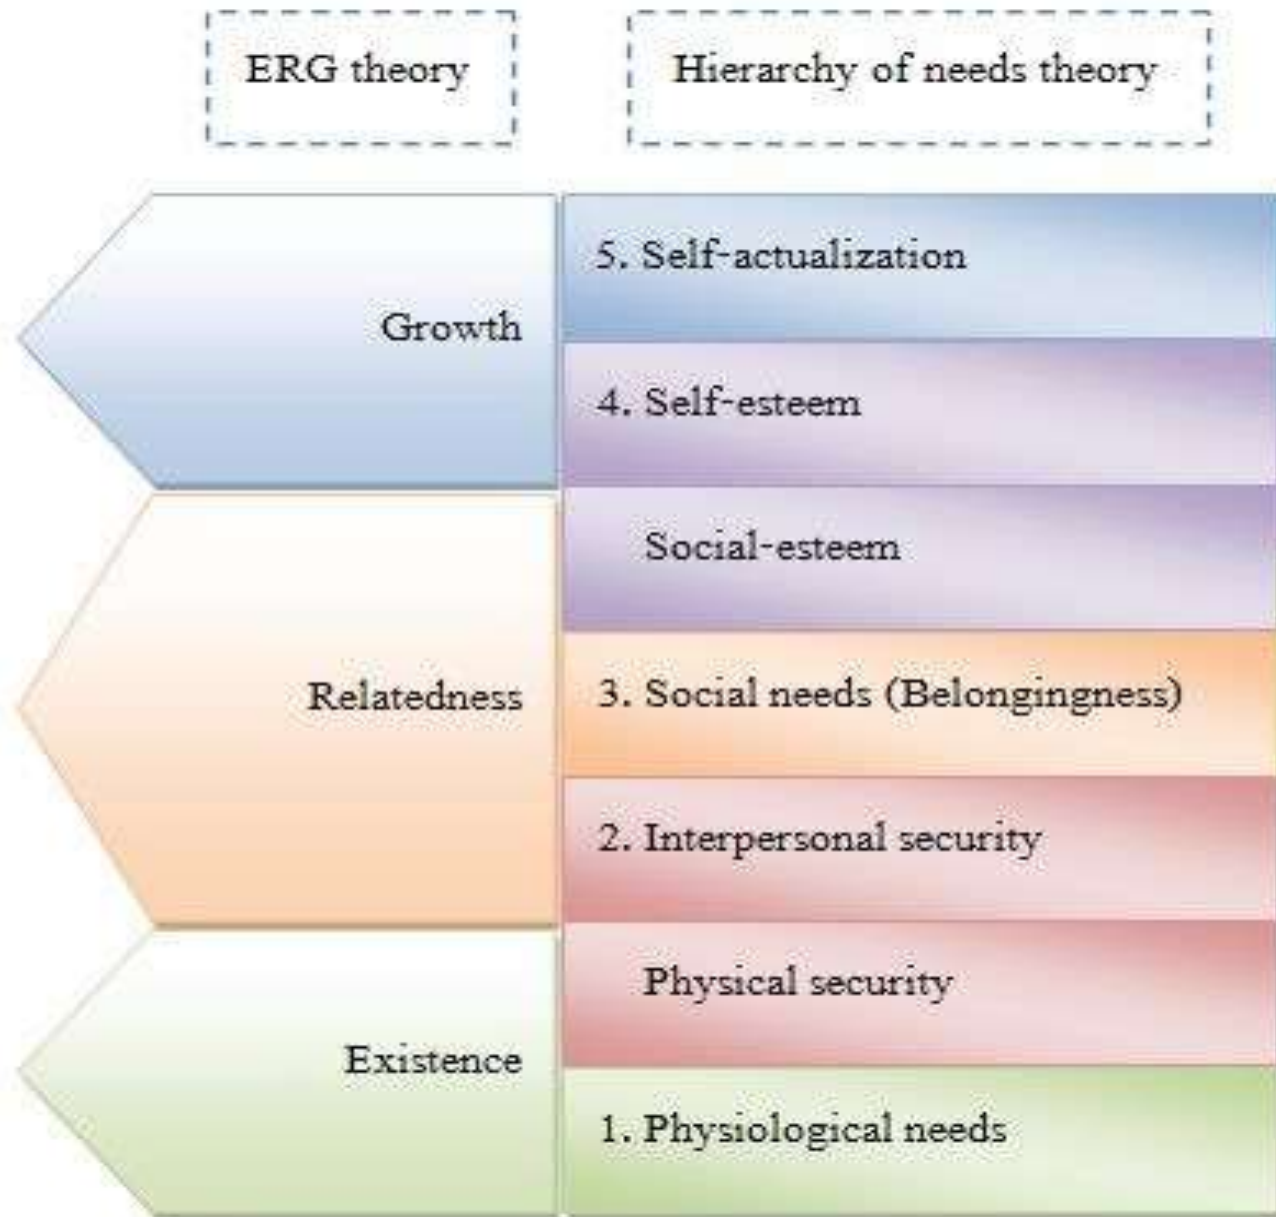 ERG theory
Hierarchy of needs theory
Growth
5. Self-actualization
4. Self-esteem
Relatedness
Social-esteem
3. Social needs (Belongingness)
2. Interpersonal security
Existence
Physical security
1. Physiological needs